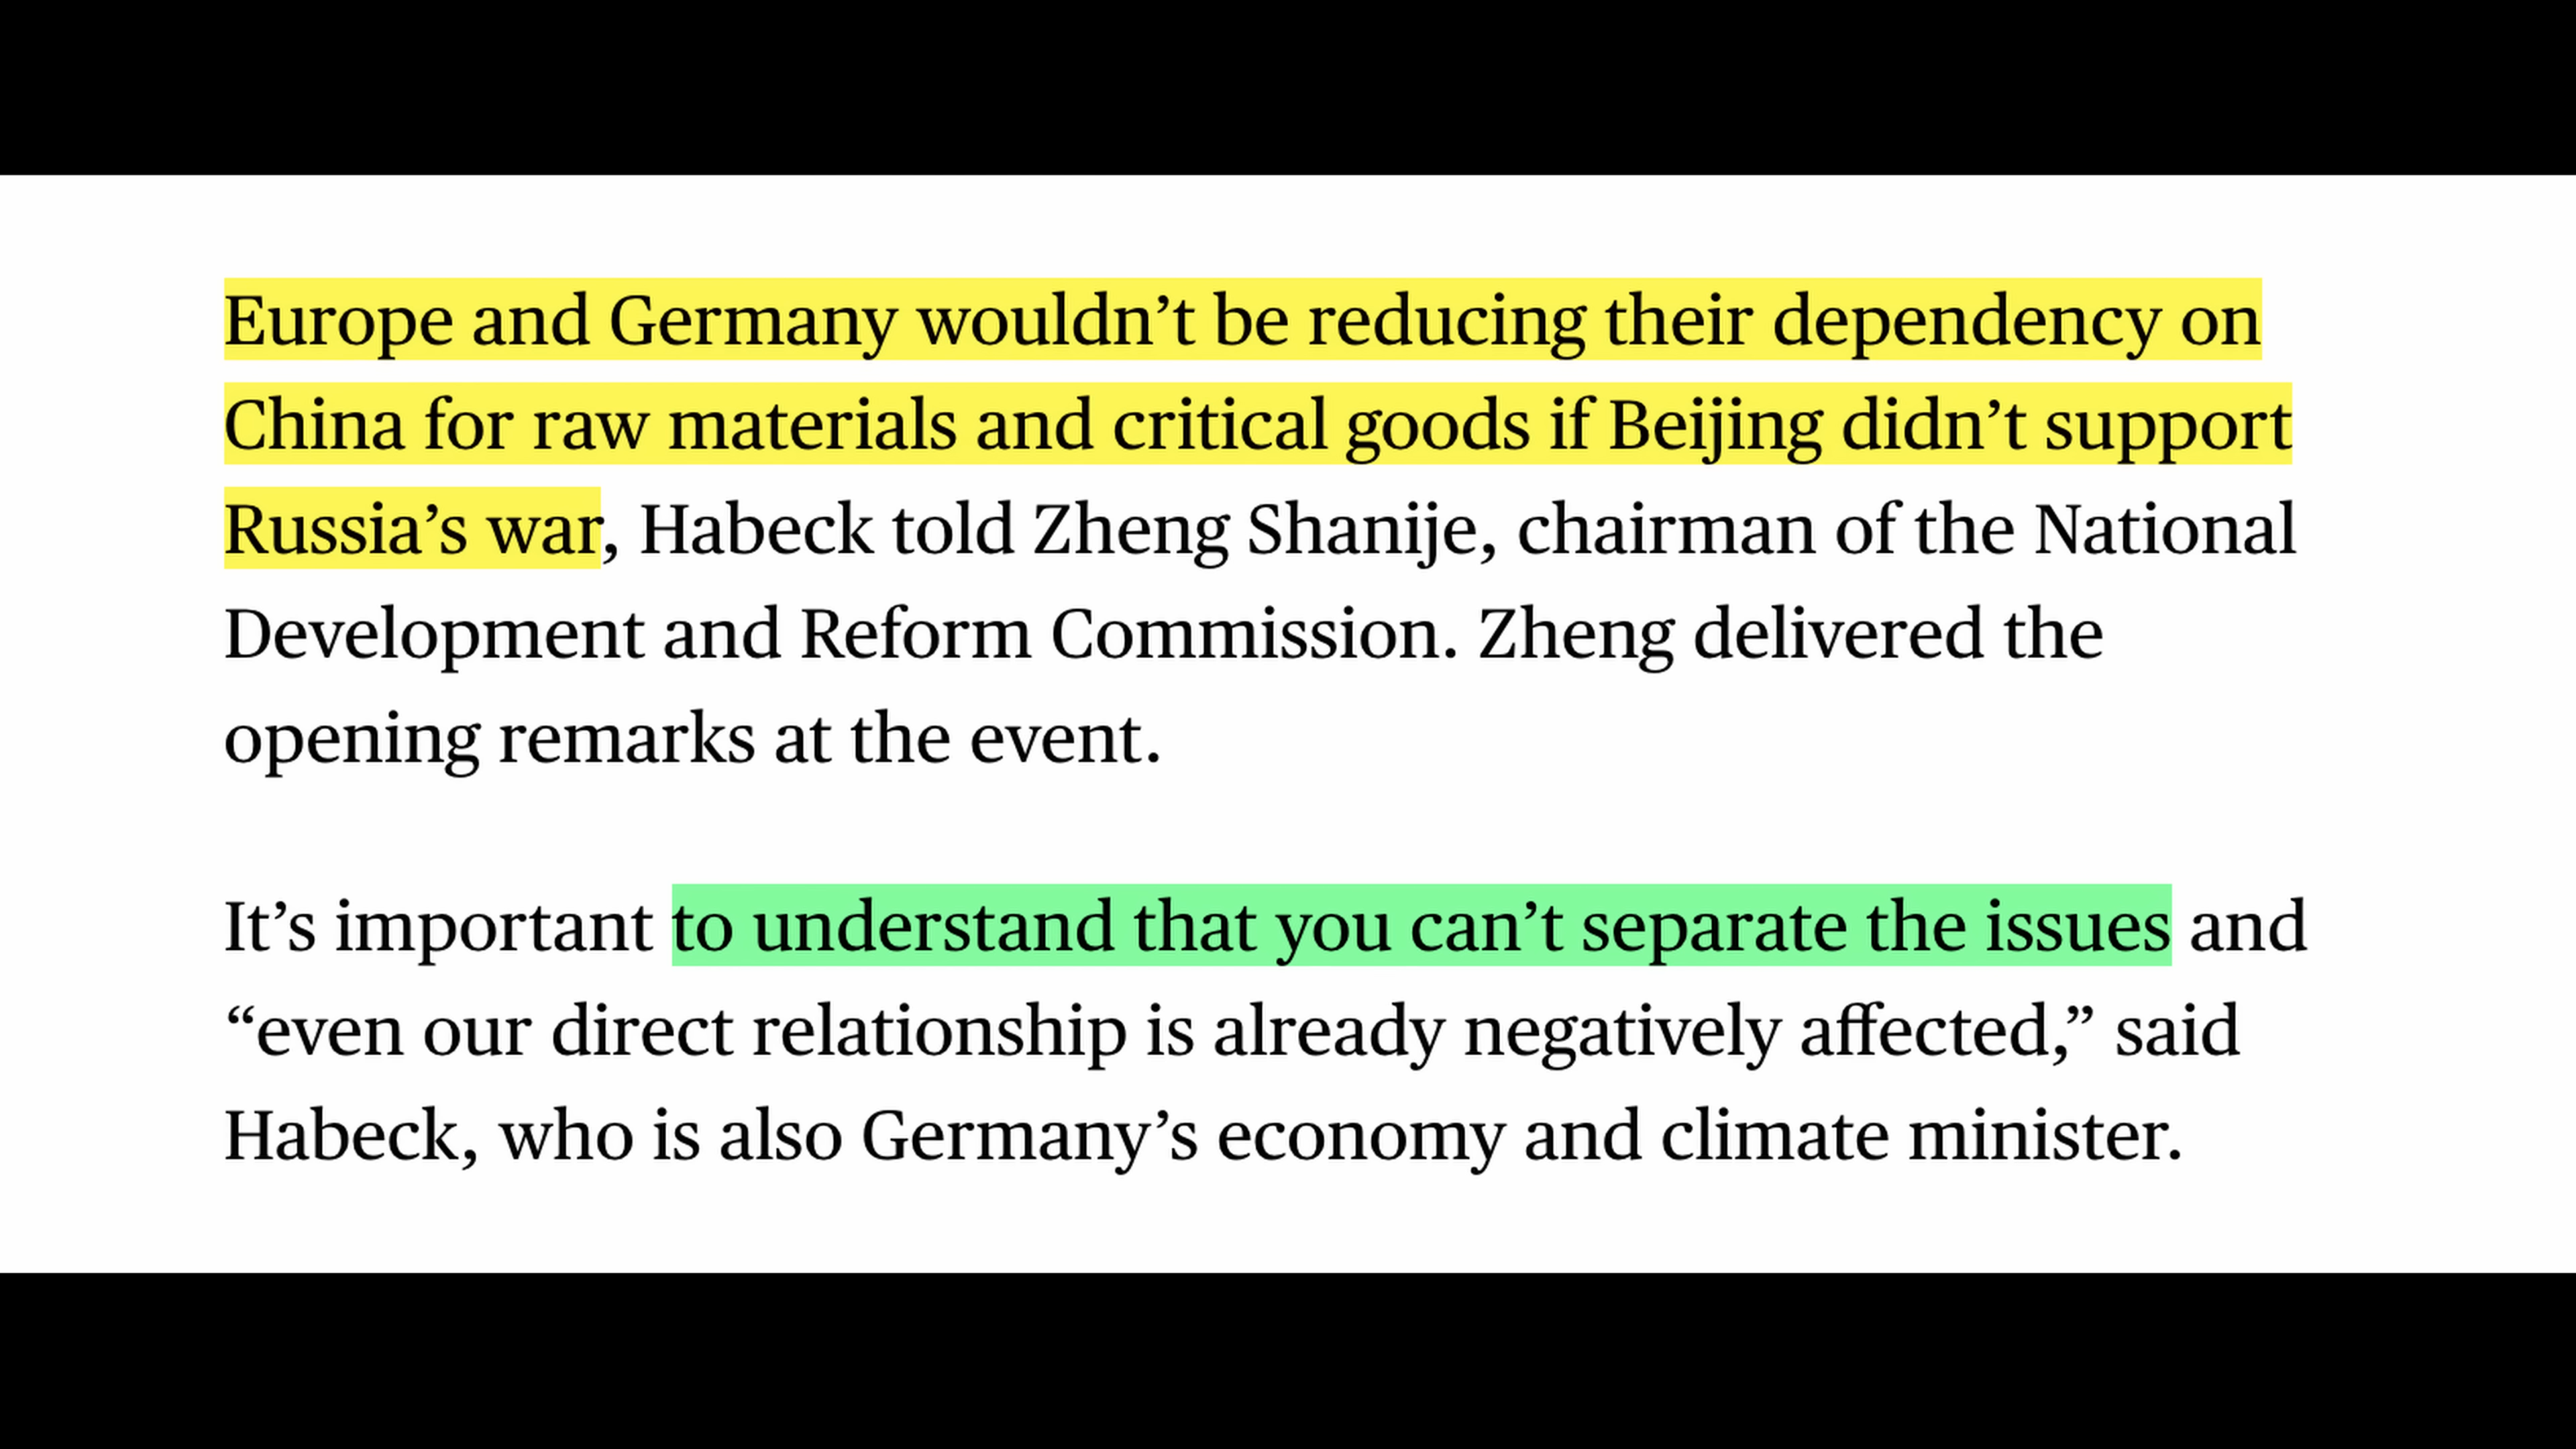 Europe and Germany wouldn’t be reducing their dependency on
China for raw materials and critical goods if Beijing didn’t support
Russia’s war, Habeck told Zheng Shanije, chairman of the National
Development and Reform Commission. Zheng delivered the
opening remarks at the event.
It’s important to understand that you can’t separate the issues and
“even our direct relationship is already negatively affected,” said
Habeck, who is also Germany’s economy and climate minister.